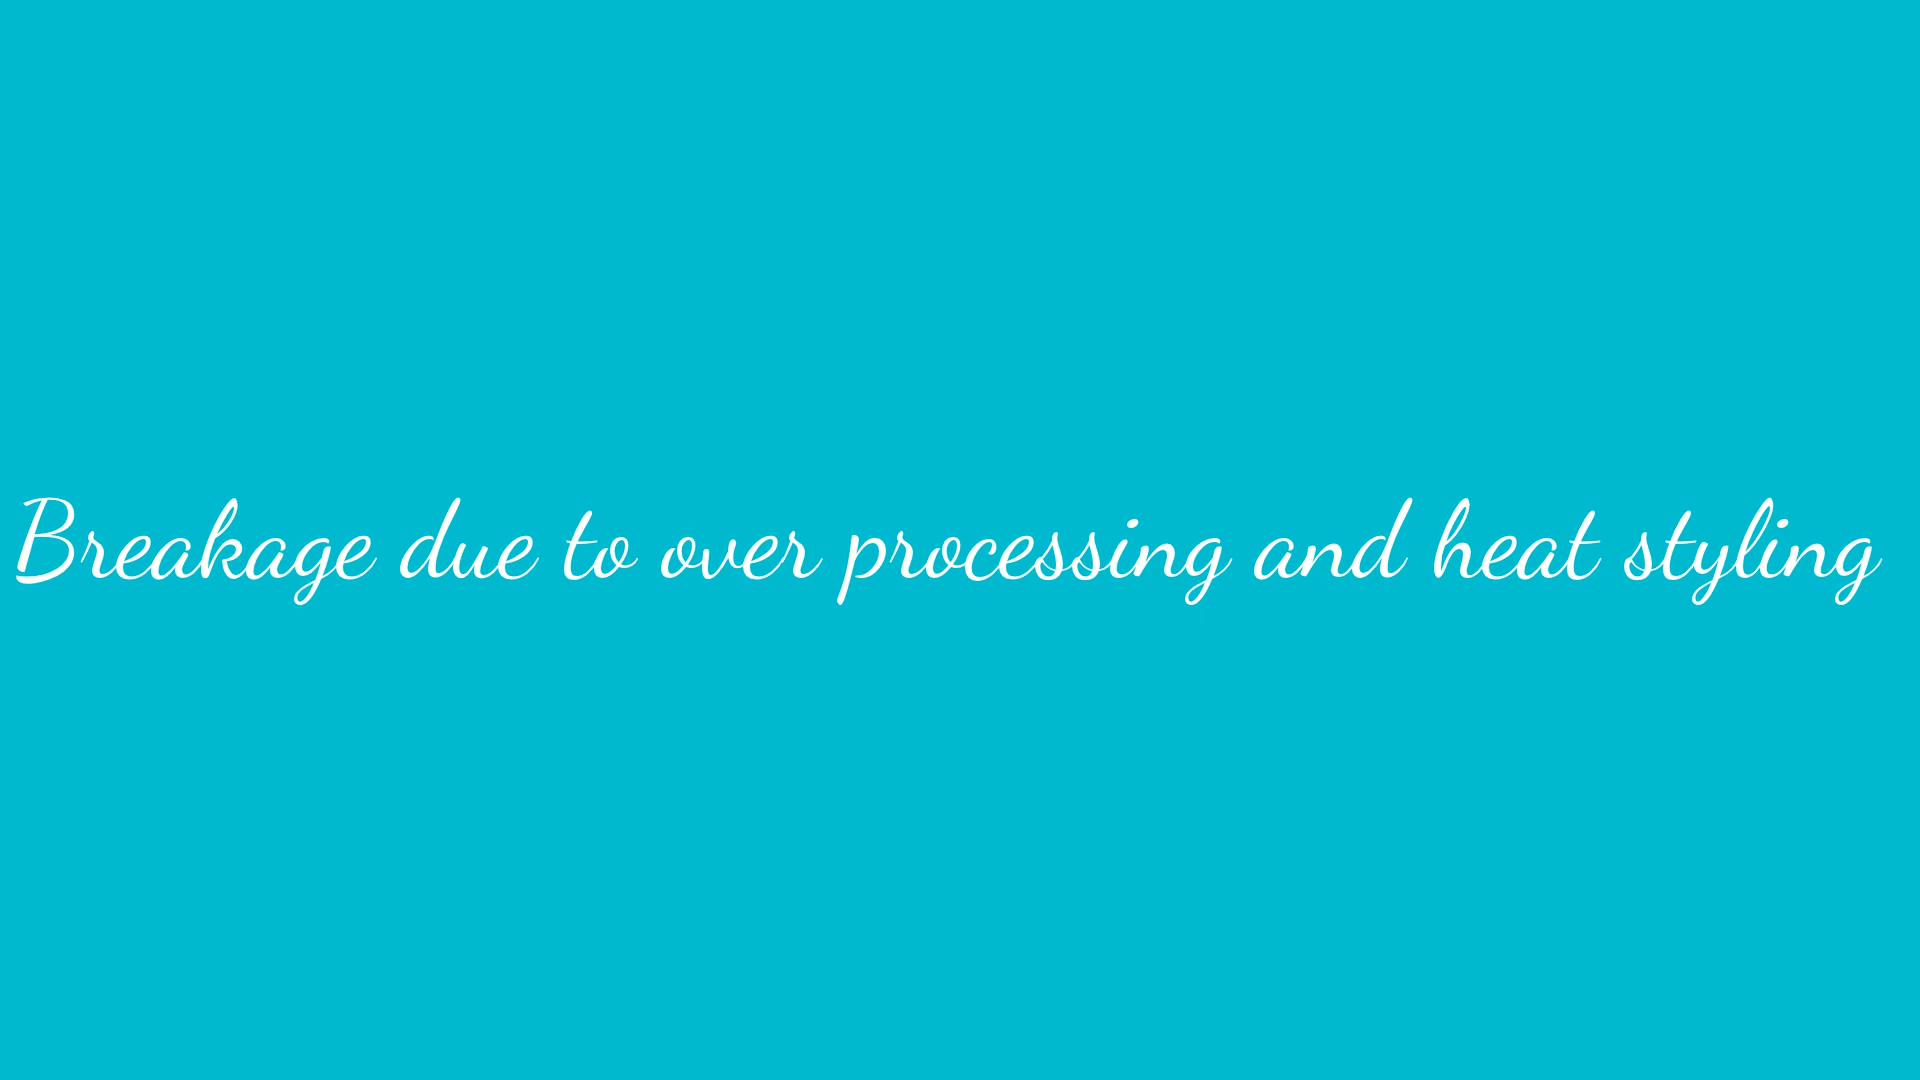 Breakage due to over processing and heat styling